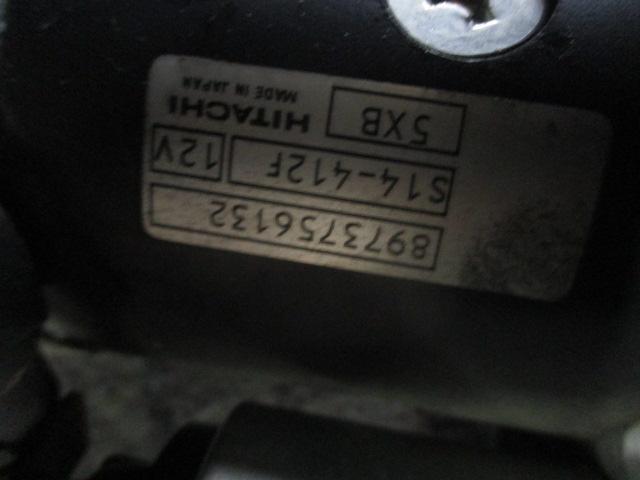 8973756132
S14-412F 12V
5XB HITACHI
MADE IN JAPAN